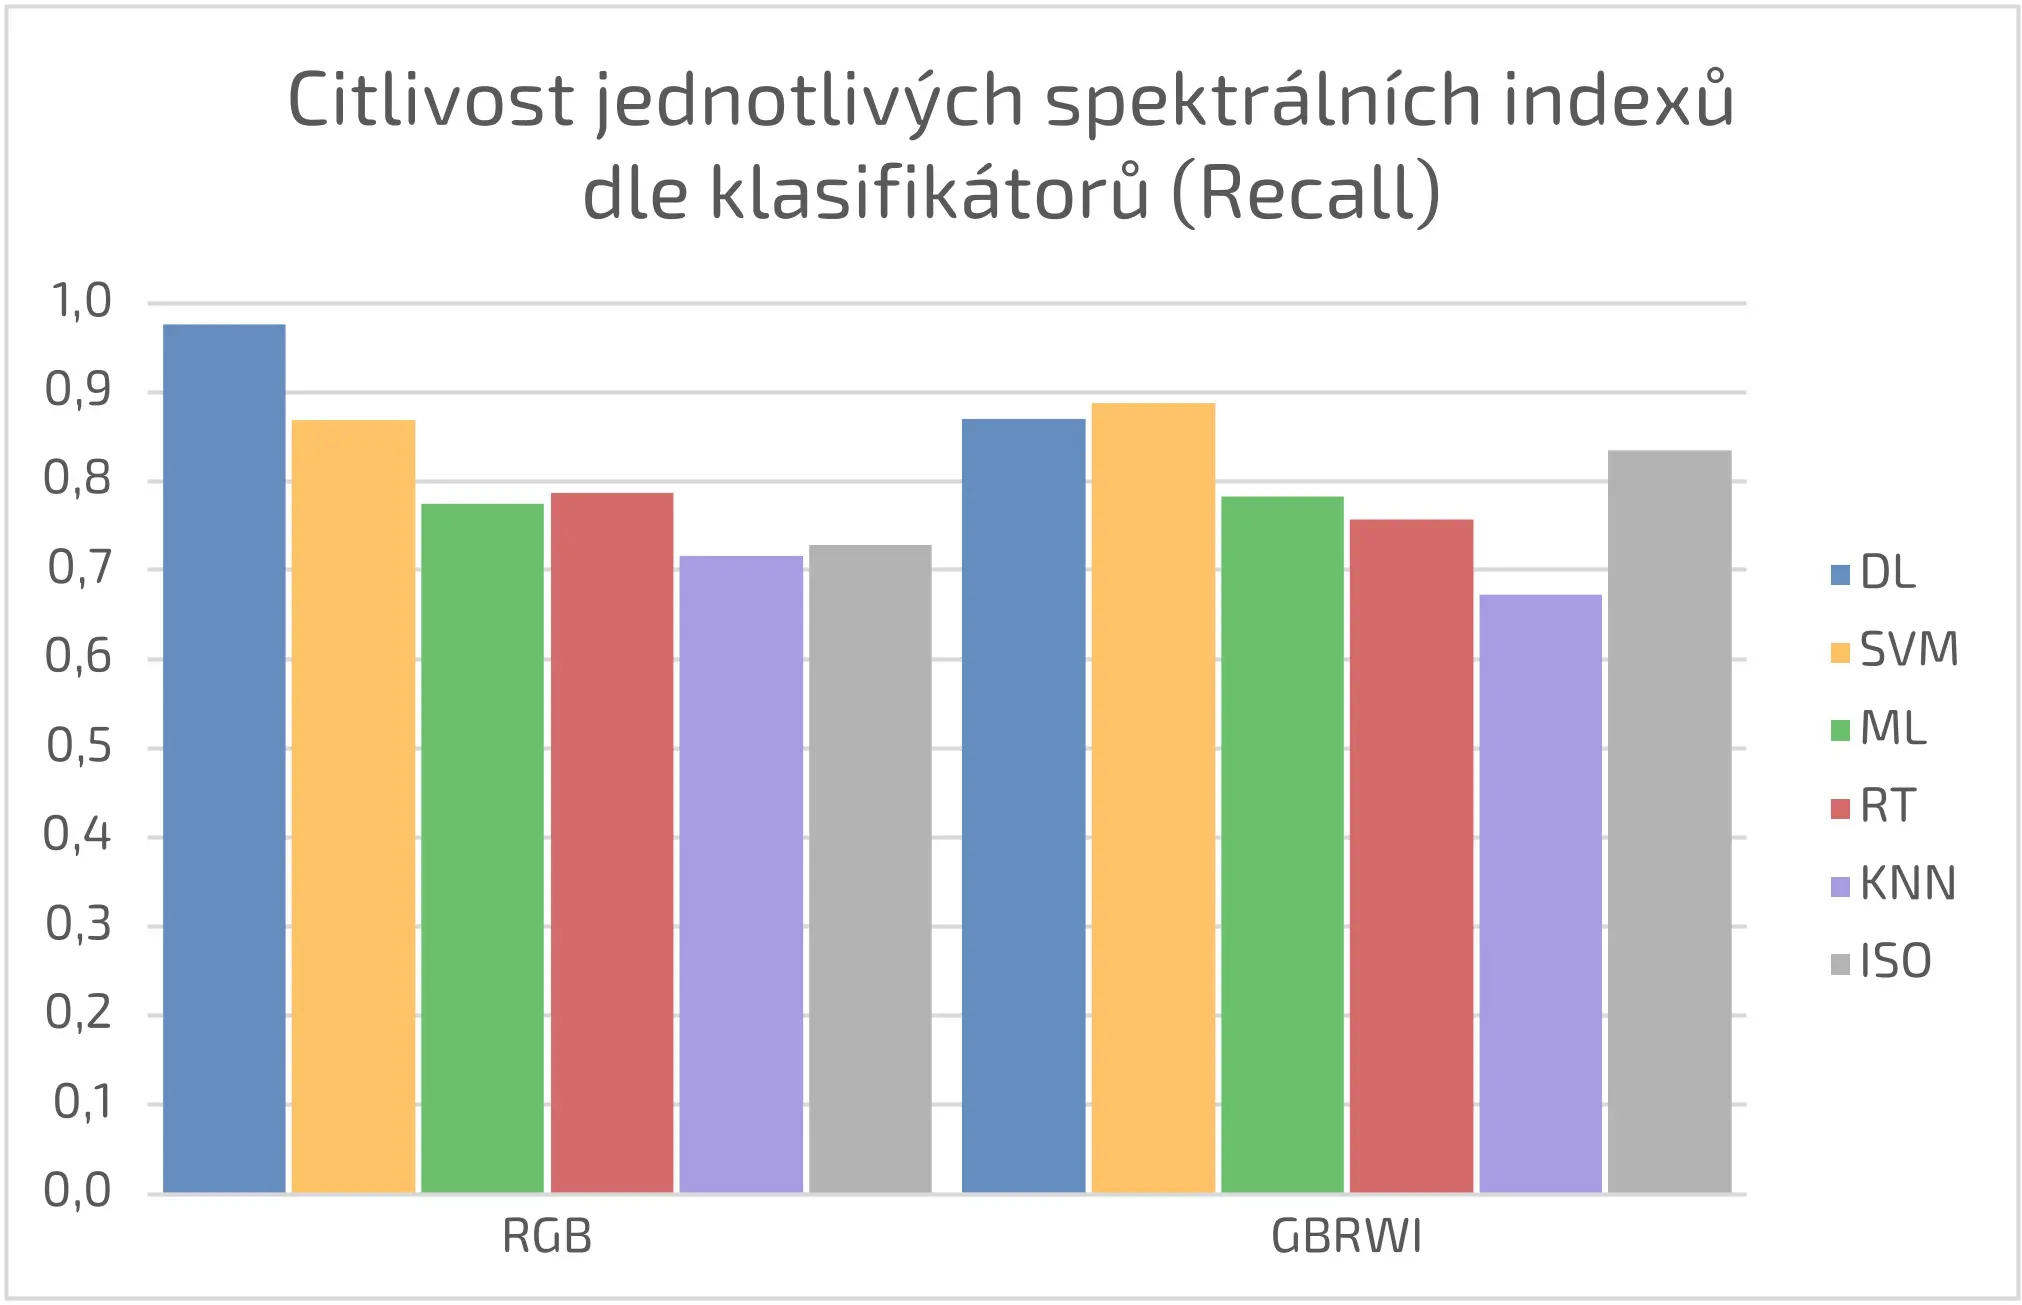 Citlivost jednotlivých spektrálních indexů
dle klasifikátorů (Recall)
1,0
0,9
0,8
0,7
0,6
0,5
0,4
0,3
0,2
0,1
0,0
RGB
GBRWI
DL
SVM
ML
RT
KNN
ISO